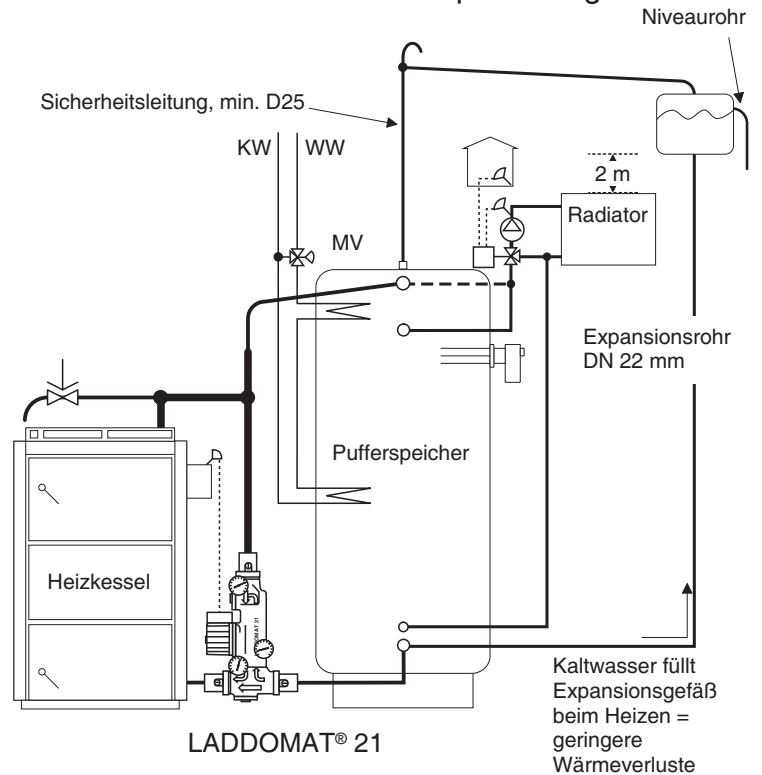 Niveaurohr
Sicherheitsleitung, min. D25
KW
WW
2 m
Radiator
MV
Expansionsrohr
DN 22 mm
Pufferspeicher
Heizkessel
Kaltwasser füllt
Expansionsgefäß
beim Heizen =
geringere
Wärmeverluste
LADDOMAT® 21